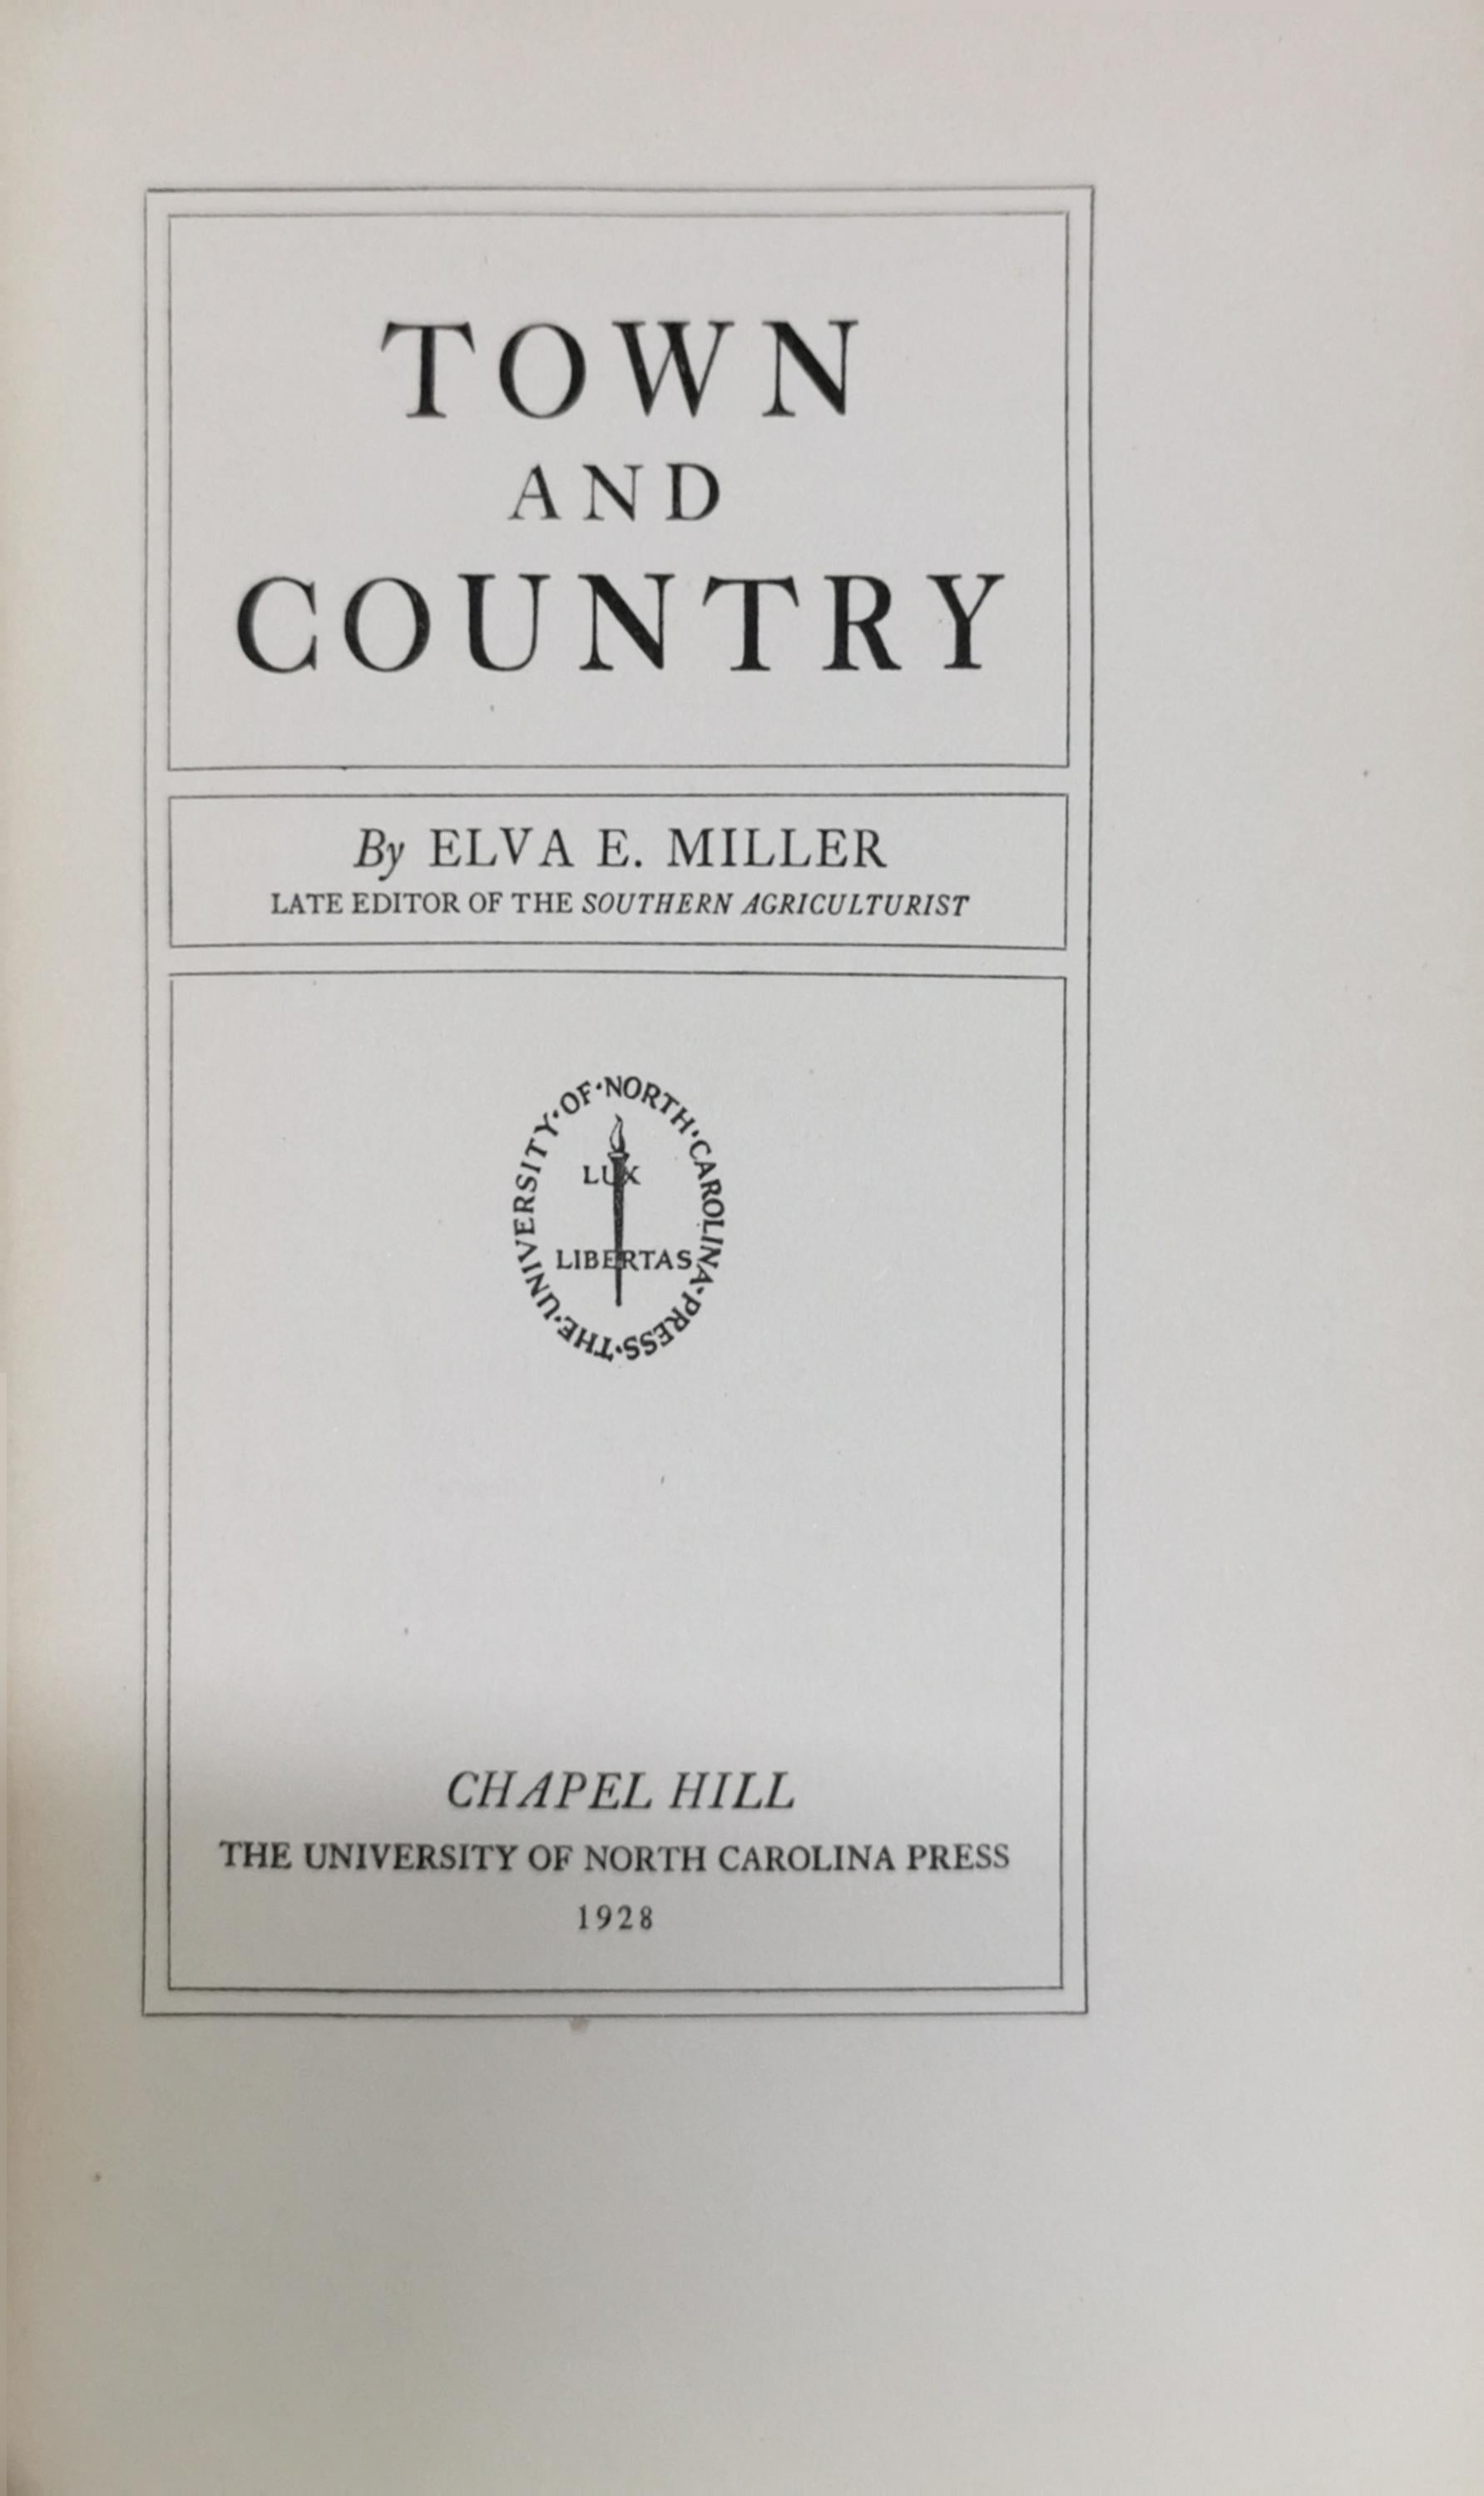 TOWN
AND
COUNTRY
By ELVA E. MILLER
LATE EDITOR OF THE SOUTHERN AGRICULTURIST
THE·UNIVERSITY·OF·NORTH·CAROLINA·PRESS·
LUX
LIBERTAS
CHAPEL HILL
THE UNIVERSITY OF NORTH CAROLINA PRESS
1928